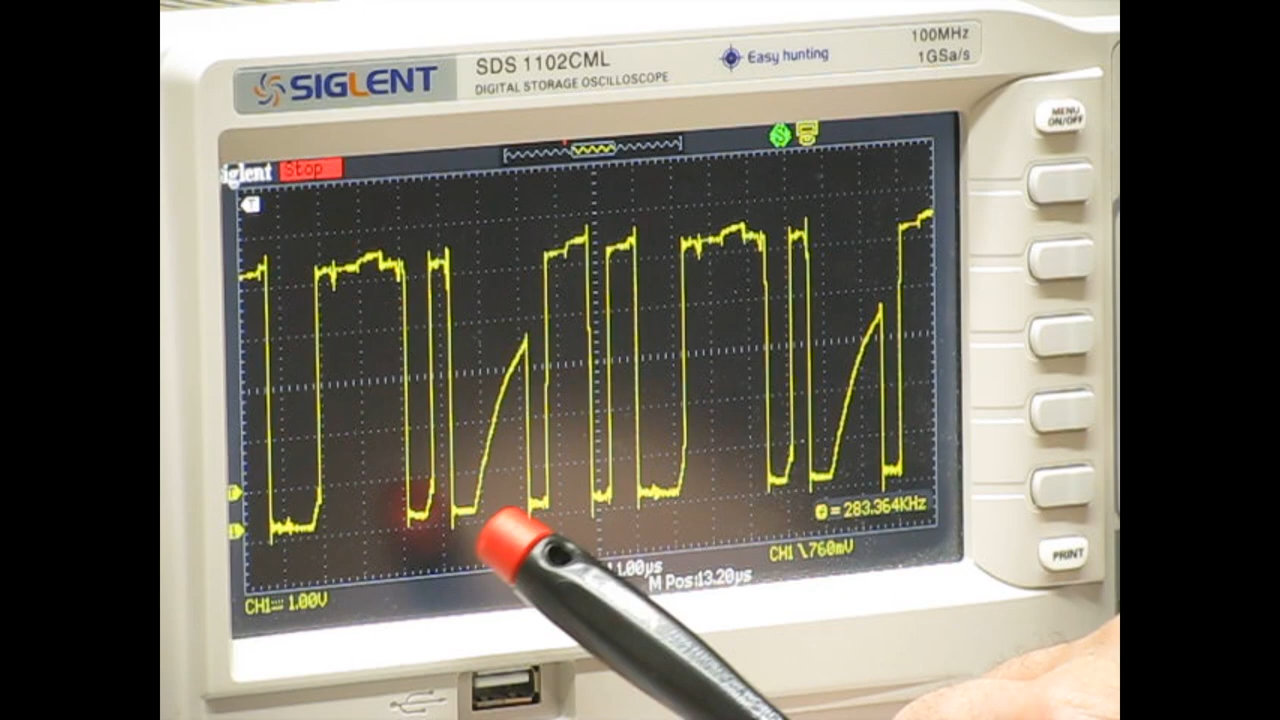 SIGLENT
SDS 1102CML
DIGITAL STORAGE OSCILLOSCOPE
Easy hunting
100MHz
1GSa/s
MENU
ON/OFF
iglent Stop
T
= 283.364KHz
CH1 \ 760mV
1.00µs
M Pos:13.20µs
CH1 1.00V
PRINT